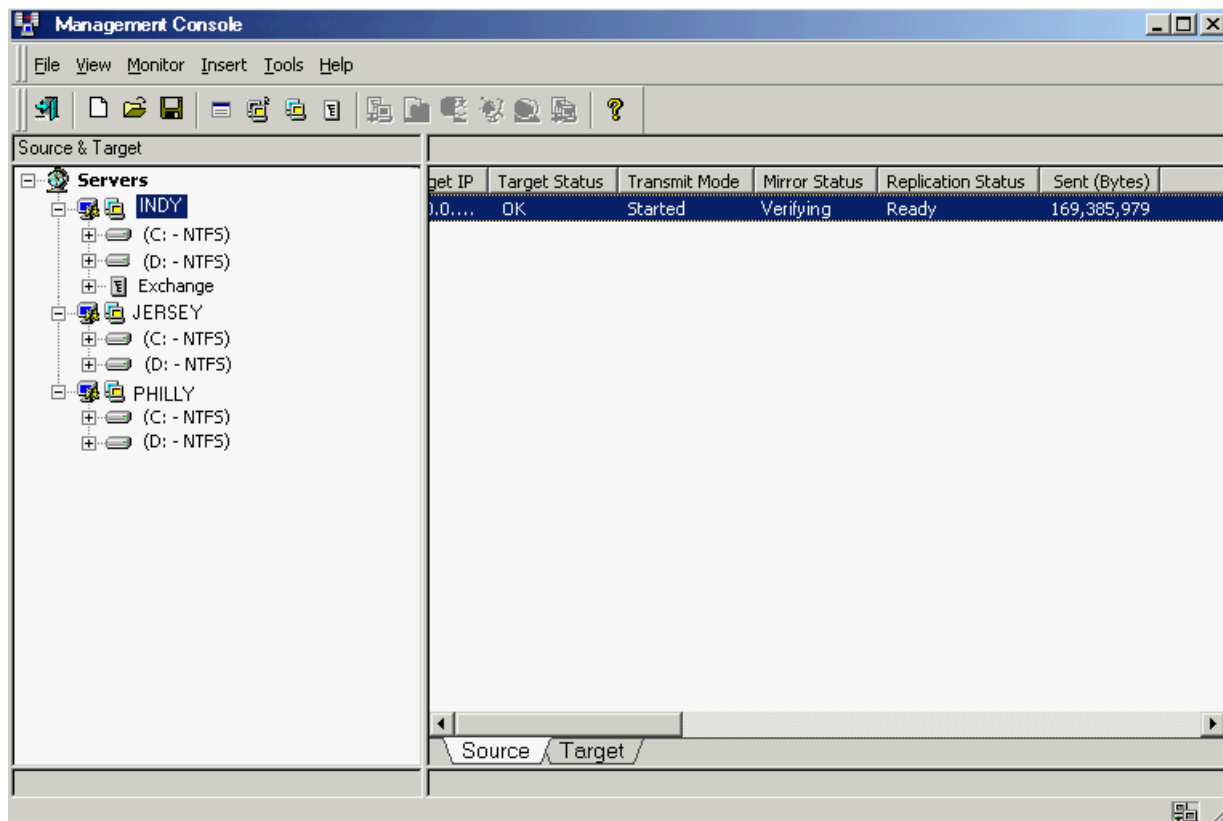 Management Console
File View Monitor Insert Tools Help
Source & Target
Servers
INDY
(C: - NTFS)
(D: - NTFS)
Exchange
JERSEY
(C: - NTFS)
(D: - NTFS)
PHILLY
(C: - NTFS)
(D: - NTFS)
get IP Target Status Transmit Mode Mirror Status Replication Status Sent (Bytes)
).0.... OK Started Verifying Ready 169,385,979
Source Target